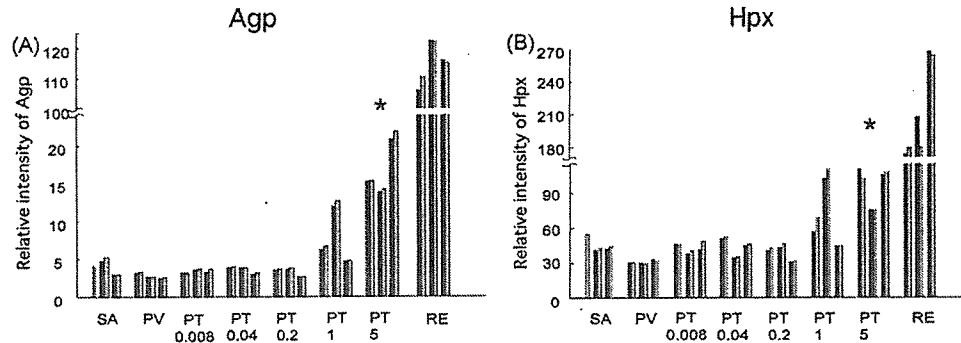 Agp
Hpx
(A)
Relative intensity of Agp
120
110
100
20
15
10
5
0
SA PV PT PT PT PT PT RE
0.008 0.04 0.2 1 5
*
(B)
Relative intensity of Hpx
270
240
210
180
90
60
30
0
SA PV PT PT PT PT PT RE
0.008 0.04 0.2 1 5
*